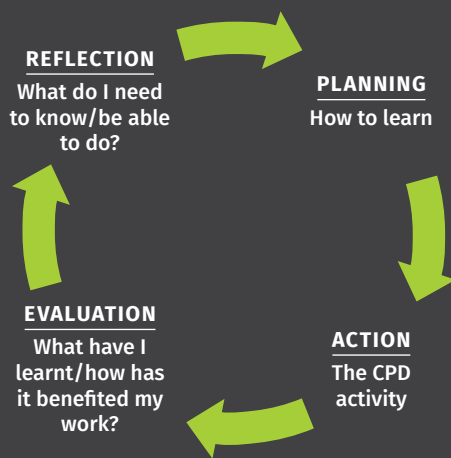 REFLECTION
What do I need
to know/be able
to do?
PLANNING
How to learn
ACTION
The CPD
activity
EVALUATION
What have I
learnt/how has
it benefited my
work?